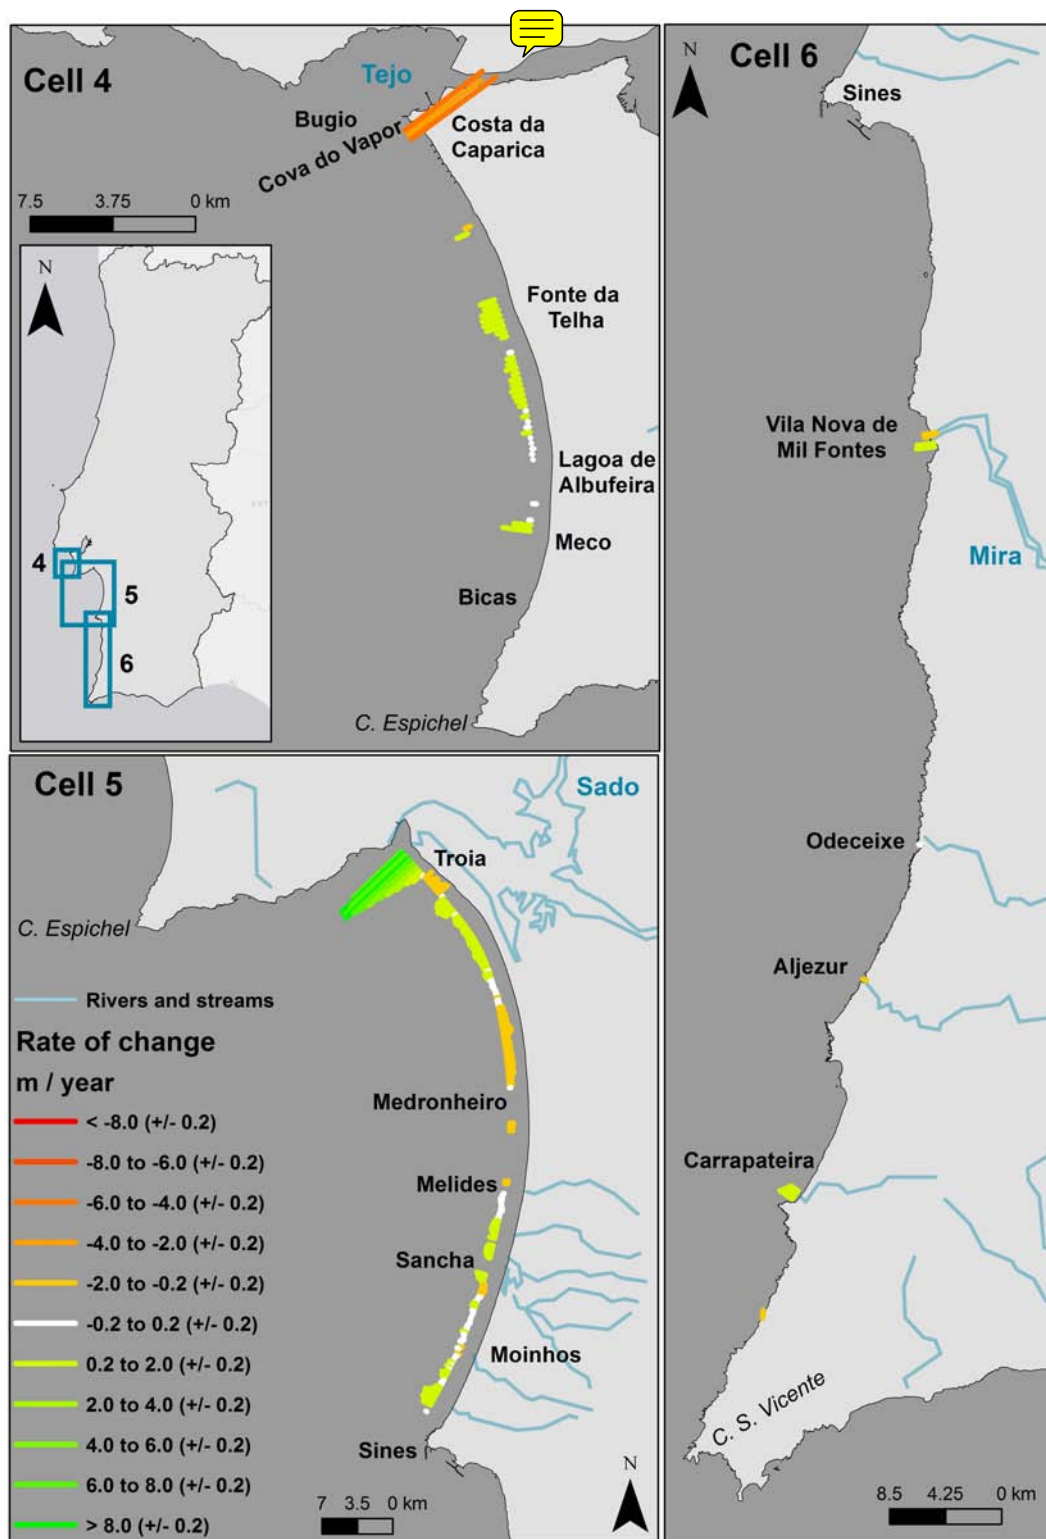 Cell 4
Tejo
Bugio
Cova do Vapor
Costa da
Caparica
7.5 3.75 0 km
N
Fonte da
Telha
Lagoa de
Albufeira
Meco
Bicas
C. Espichel
4
5
6
Cell 5
Sado
Troia
C. Espichel
Rivers and streams
Rate of change
m / year
< -8.0 (+/- 0.2)
-8.0 to -6.0 (+/- 0.2)
-6.0 to -4.0 (+/- 0.2)
-4.0 to -2.0 (+/- 0.2)
-2.0 to -0.2 (+/- 0.2)
-0.2 to 0.2 (+/- 0.2)
0.2 to 2.0 (+/- 0.2)
2.0 to 4.0 (+/- 0.2)
4.0 to 6.0 (+/- 0.2)
6.0 to 8.0 (+/- 0.2)
> 8.0 (+/- 0.2)
Medronheiro
Melides
Sancha
Moinhos
Sines
N
7 3.5 0 km
N
Cell 6
Sines
Vila Nova de
Mil Fontes
Mira
Odeceixe
Aljezur
Carrapateira
C. S. Vicente
8.5 4.25 0 km